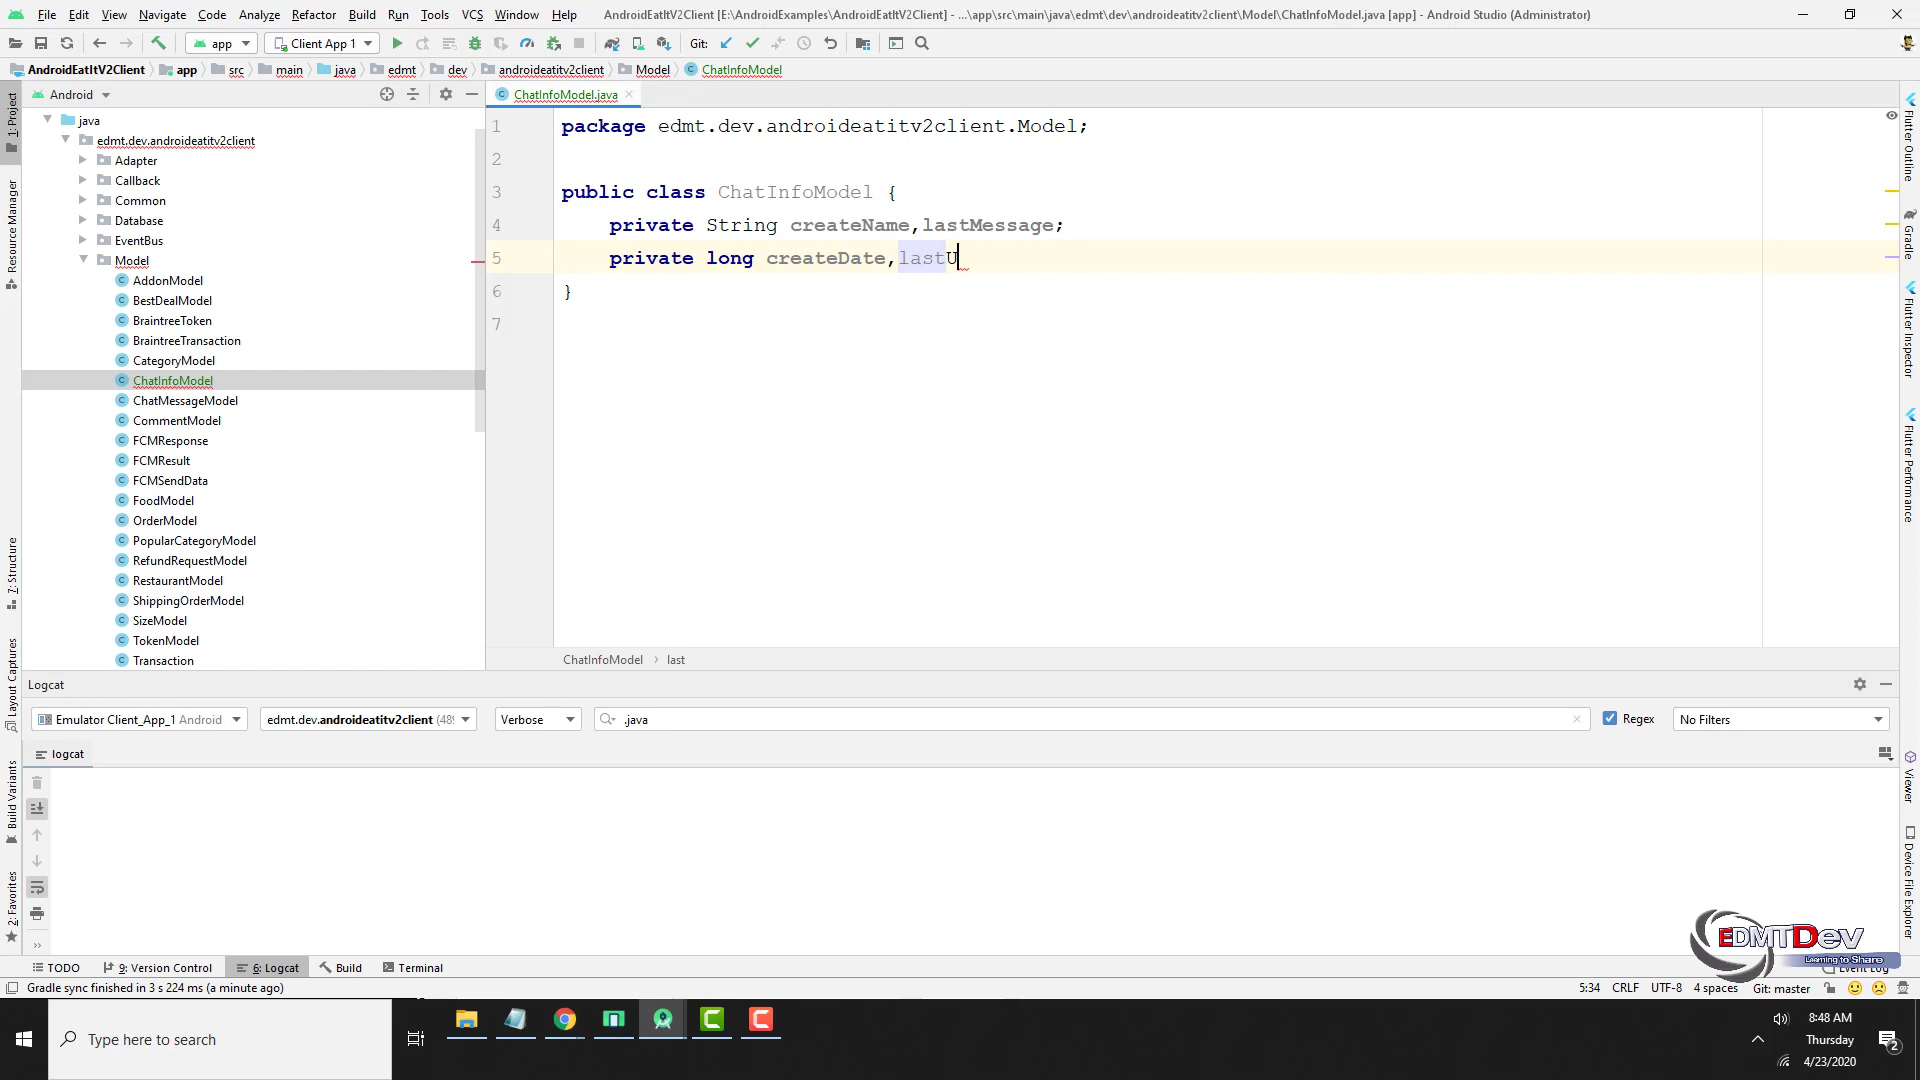 File Edit View Navigate Code Analyze Refactor Build Run Tools VCS Window Help AndroidEatItV2Client [E:\AndroidExamples\AndroidEatItV2Client] - ...\app\src\main\java\edmt\dev\androideatitv2client\Model\ChatInfoModel.java [app] - Android Studio (Administrator)
app Client App 1 Git:
AndroidEatItV2Client app src main java edmt dev androideatitv2client Model ChatInfoModel
Android
ChatInfoModel.java
java
edmt.dev.androideatitv2client
Adapter
Callback
Common
Database
EventBus
Model
AddonModel
BestDealModel
BraintreeToken
BraintreeTransaction
CategoryModel
ChatInfoModel
ChatMessageModel
CommentModel
FCMResponse
FCMResult
FCMSendData
FoodModel
OrderModel
PopularCategoryModel
RefundRequestModel
RestaurantModel
ShippingOrderModel
SizeModel
TokenModel
Transaction
1 package edmt.dev.androideatitv2client.Model;
2
3 public class ChatInfoModel {
4 private String createName,lastMessage;
5 private long createDate,lastU
6 }
7
ChatInfoModel › last
1: Project
Resource Manager
7: Structure
Layout Captures
Build Variants
2: Favorites
Flutter Outline
Gradle
Flutter Inspector
Flutter Performance
Viewer
Device File Explorer
Logcat
Emulator Client_App_1 Android edmt.dev.androideatitv2client Verbose .java Regex No Filters
logcat
TODO 9: Version Control 6: Logcat Build Terminal Event Log
EDMTDev
Learning to Share
Gradle sync finished in 3 s 224 ms (a minute ago) 5:34 CRLF UTF-8 4 spaces Git: master
Type here to search
8:48 AM
Thursday
4/23/2020
2